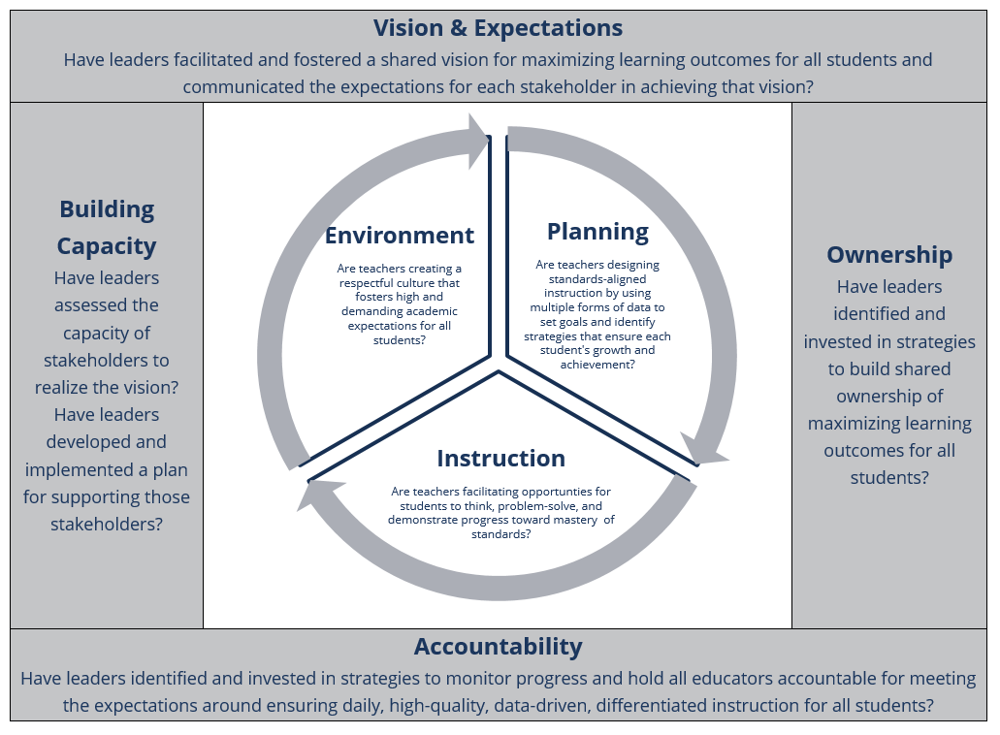 Vision & Expectations
Have leaders facilitated and fostered a shared vision for maximizing learning outcomes for all students and
communicated the expectations for each stakeholder in achieving that vision?
Building
Capacity
Have leaders
assessed the
capacity of
stakeholders to
realize the vision?
Have leaders
developed and
implemented a plan
for supporting those
stakeholders?
Environment
Are teachers creating a
respectful culture that
fosters high and
demanding academic
expectations for all
students?
Planning
Are teachers designing
standards-aligned
instruction by using
multiple forms of data to
set goals and identify
strategies that ensure each
student's growth and
achievement?
Instruction
Are teachers facilitating opportunties for
students to think, problem-solve, and
demonstrate progress toward mastery of
standards?
Ownership
Have leaders
identified and
invested in strategies
to build shared
ownership of
maximizing learning
outcomes for all
students?
Accountability
Have leaders identified and invested in strategies to monitor progress and hold all educators accountable for meeting
the expectations around ensuring daily, high-quality, data-driven, differentiated instruction for all students?